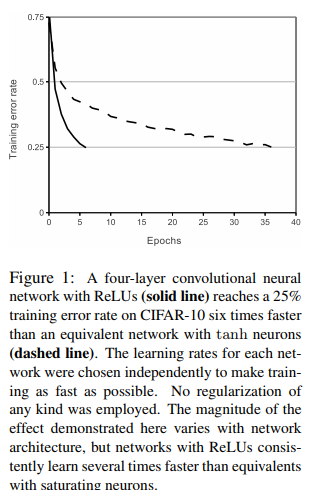 0.75
0.5
0.25
0
Training error rate
0 5 10 15 20 25 30 35 40
Epochs
Figure 1: A four-layer convolutional neural
network with ReLUs (solid line) reaches a 25%
training error rate on CIFAR-10 six times faster
than an equivalent network with tanh neurons
(dashed line). The learning rates for each net-
work were chosen independently to make train-
ing as fast as possible. No regularization of
any kind was employed. The magnitude of the
effect demonstrated here varies with network
architecture, but networks with ReLUs consis-
tently learn several times faster than equivalents
with saturating neurons.